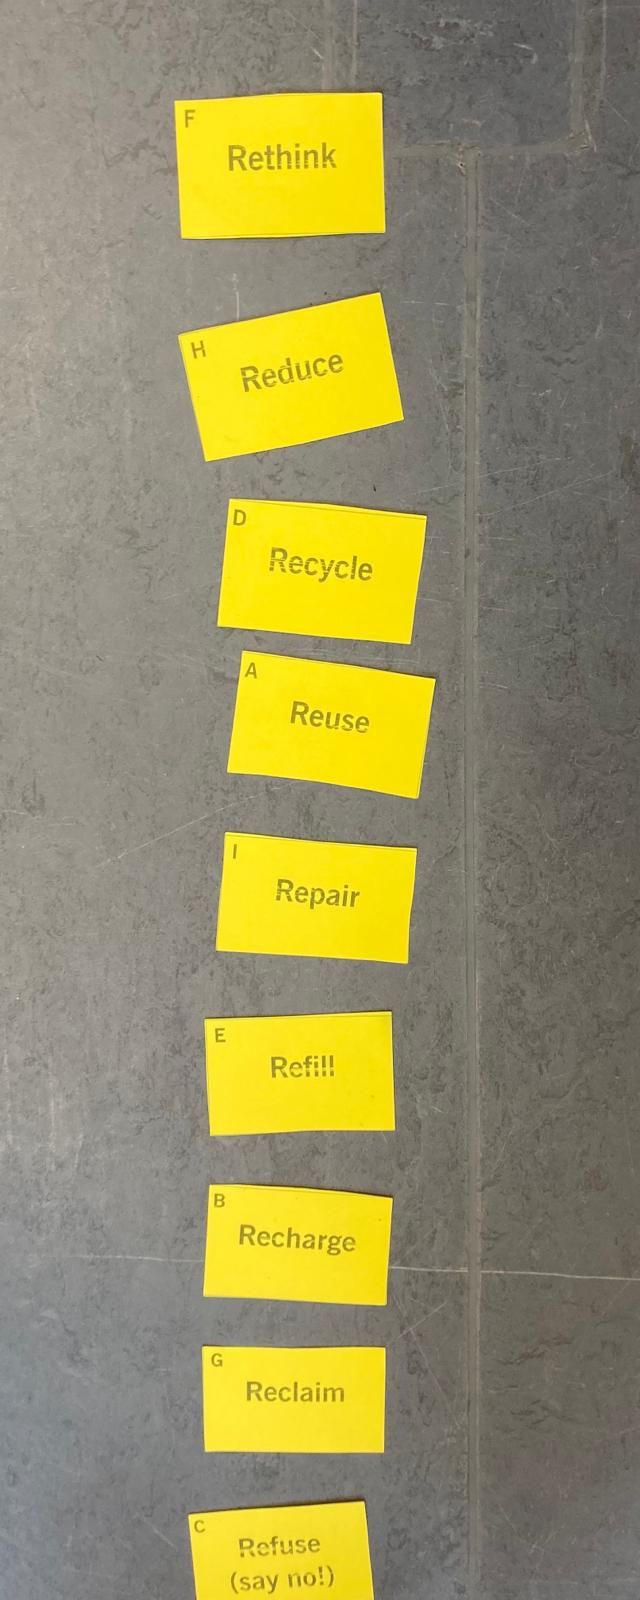 F
Rethink
H
Reduce
D
Recycle
A
Reuse
I
Repair
E
Refill
B
Recharge
G
Reclaim
C
Refuse
(say no!)